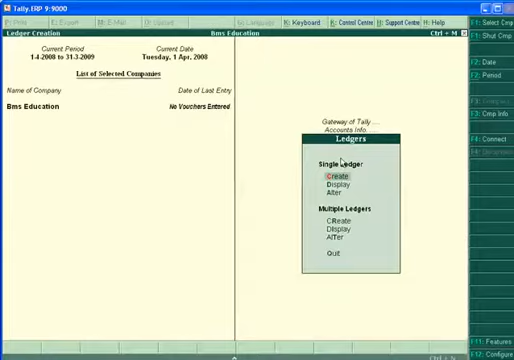 Tally.ERP 9:9000
P: Print
E: Export
M: E-Mail
O: Upload
G: Language
K: Keyboard
K: Control Centre
H: Support Centre
H: Help
Ledger Creation
Bms Education
Ctrl + M
Current Period
1-4-2008 to 31-3-2009
Current Date
Tuesday, 1 Apr, 2008
List of Selected Companies
Name of Company
Date of Last Entry
Bms Education
No Vouchers Entered
Gateway of Tally ....
Accounts Info. ....
Ledgers
Single Ledger
Create
Display
Alter
Multiple Ledgers
CReate
DIsplay
AlTer
Quit
F1: Select Cmp
F1: Shut Cmp
F2: Date
F2: Period
F3: Company
F3: Cmp Info
F4: Connect
F11: Features
F12: Configure
Ctrl + N